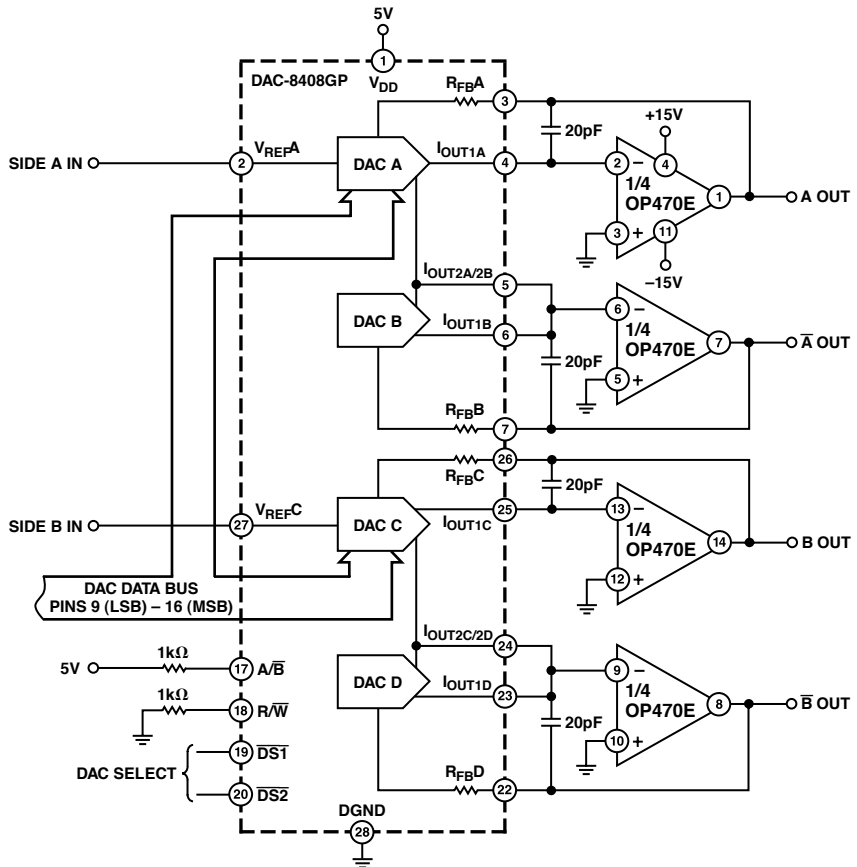 5V
1
DAC-8408GP
VDD
RFBA
3
20pF
+15V
SIDE A IN
2
VREFA
DAC A
IOUT1A
4
2
−
4
1/4
OP470E
1
A OUT
3
+
11
−15V
IOUT2A/2B
5
DAC B
IOUT1B
6
6
−
1/4
OP470E
7
A̅ OUT
20pF
5
+
RFBB
7
26
RFBC
20pF
SIDE B IN
27
VREFC
DAC C
IOUT1C
25
13
−
1/4
OP470E
14
B OUT
12
+
DAC DATA BUS
PINS 9 (LSB) – 16 (MSB)
IOUT2C/2D
24
DAC D
IOUT1D
23
9
−
1/4
OP470E
8
B̅ OUT
20pF
10
+
RFBD
22
5V
1kΩ
17
A/B̅
1kΩ
18
R/W̅
DAC SELECT
19
D̅S̅1̅
20
D̅S̅2̅
DGND
28